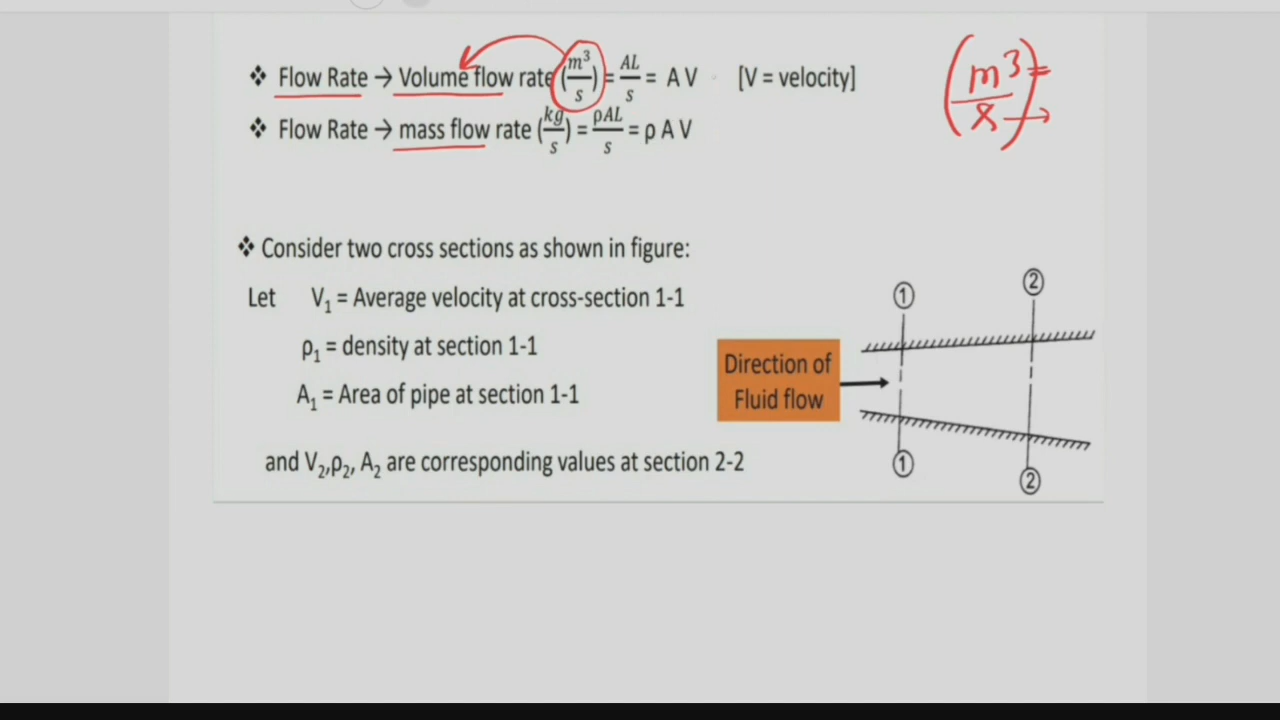 ❖ Flow Rate → Volume flow rate (m³/s) = AL/s = A V [V = velocity]
(m³/s) =
❖ Flow Rate → mass flow rate (kg/s) = ρAL/s = ρ A V
❖ Consider two cross sections as shown in figure:
Let V₁ = Average velocity at cross-section 1-1
ρ₁ = density at section 1-1
A₁ = Area of pipe at section 1-1
and V₂,ρ₂, A₂ are corresponding values at section 2-2
① ②
Direction of
Fluid flow
① ②